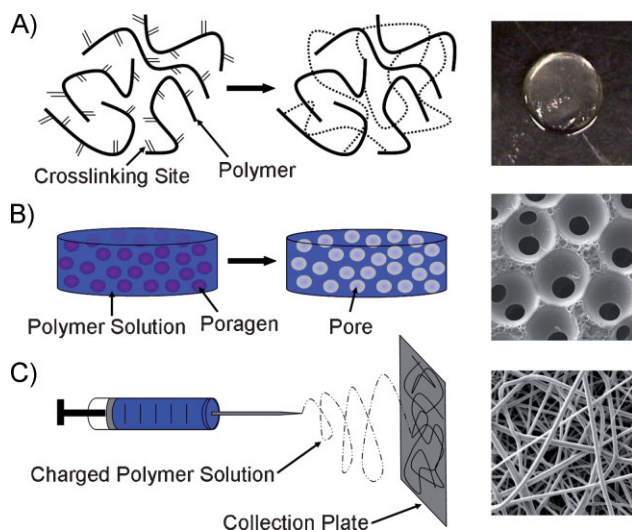 A)
Crosslinking Site
Polymer
B)
Polymer Solution
Poragen
Pore
C)
Charged Polymer Solution
Collection Plate